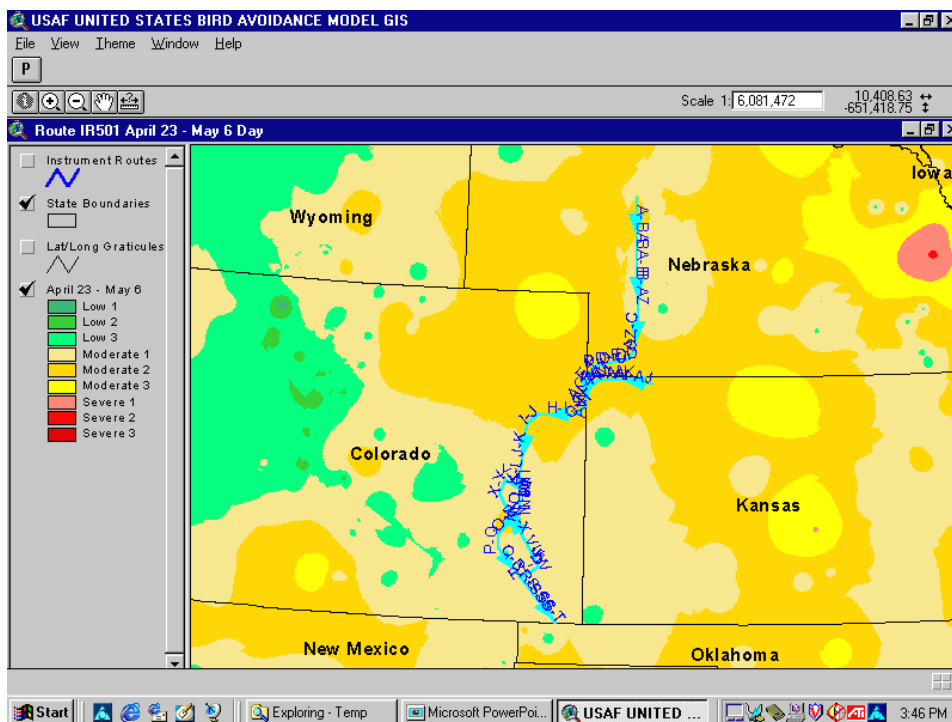 USAF UNITED STATES BIRD AVOIDANCE MODEL GIS
File View Theme Window Help
P
Scale 1: 6,081,472
10,408.63
-651,418.75
Route IR501 April 23 - May 6 Day
Instrument Routes
State Boundaries
Lat/Long Graticules
April 23 - May 6
Low 1
Low 2
Low 3
Moderate 1
Moderate 2
Moderate 3
Severe 1
Severe 2
Severe 3
Iowa
Wyoming
Nebraska
Colorado
Kansas
New Mexico
Oklahoma
H-I
I-J
J-K
X-X
P-Q
Start
Exploring - Temp
Microsoft PowerPoi...
USAF UNITED ...
ATI
3:46 PM